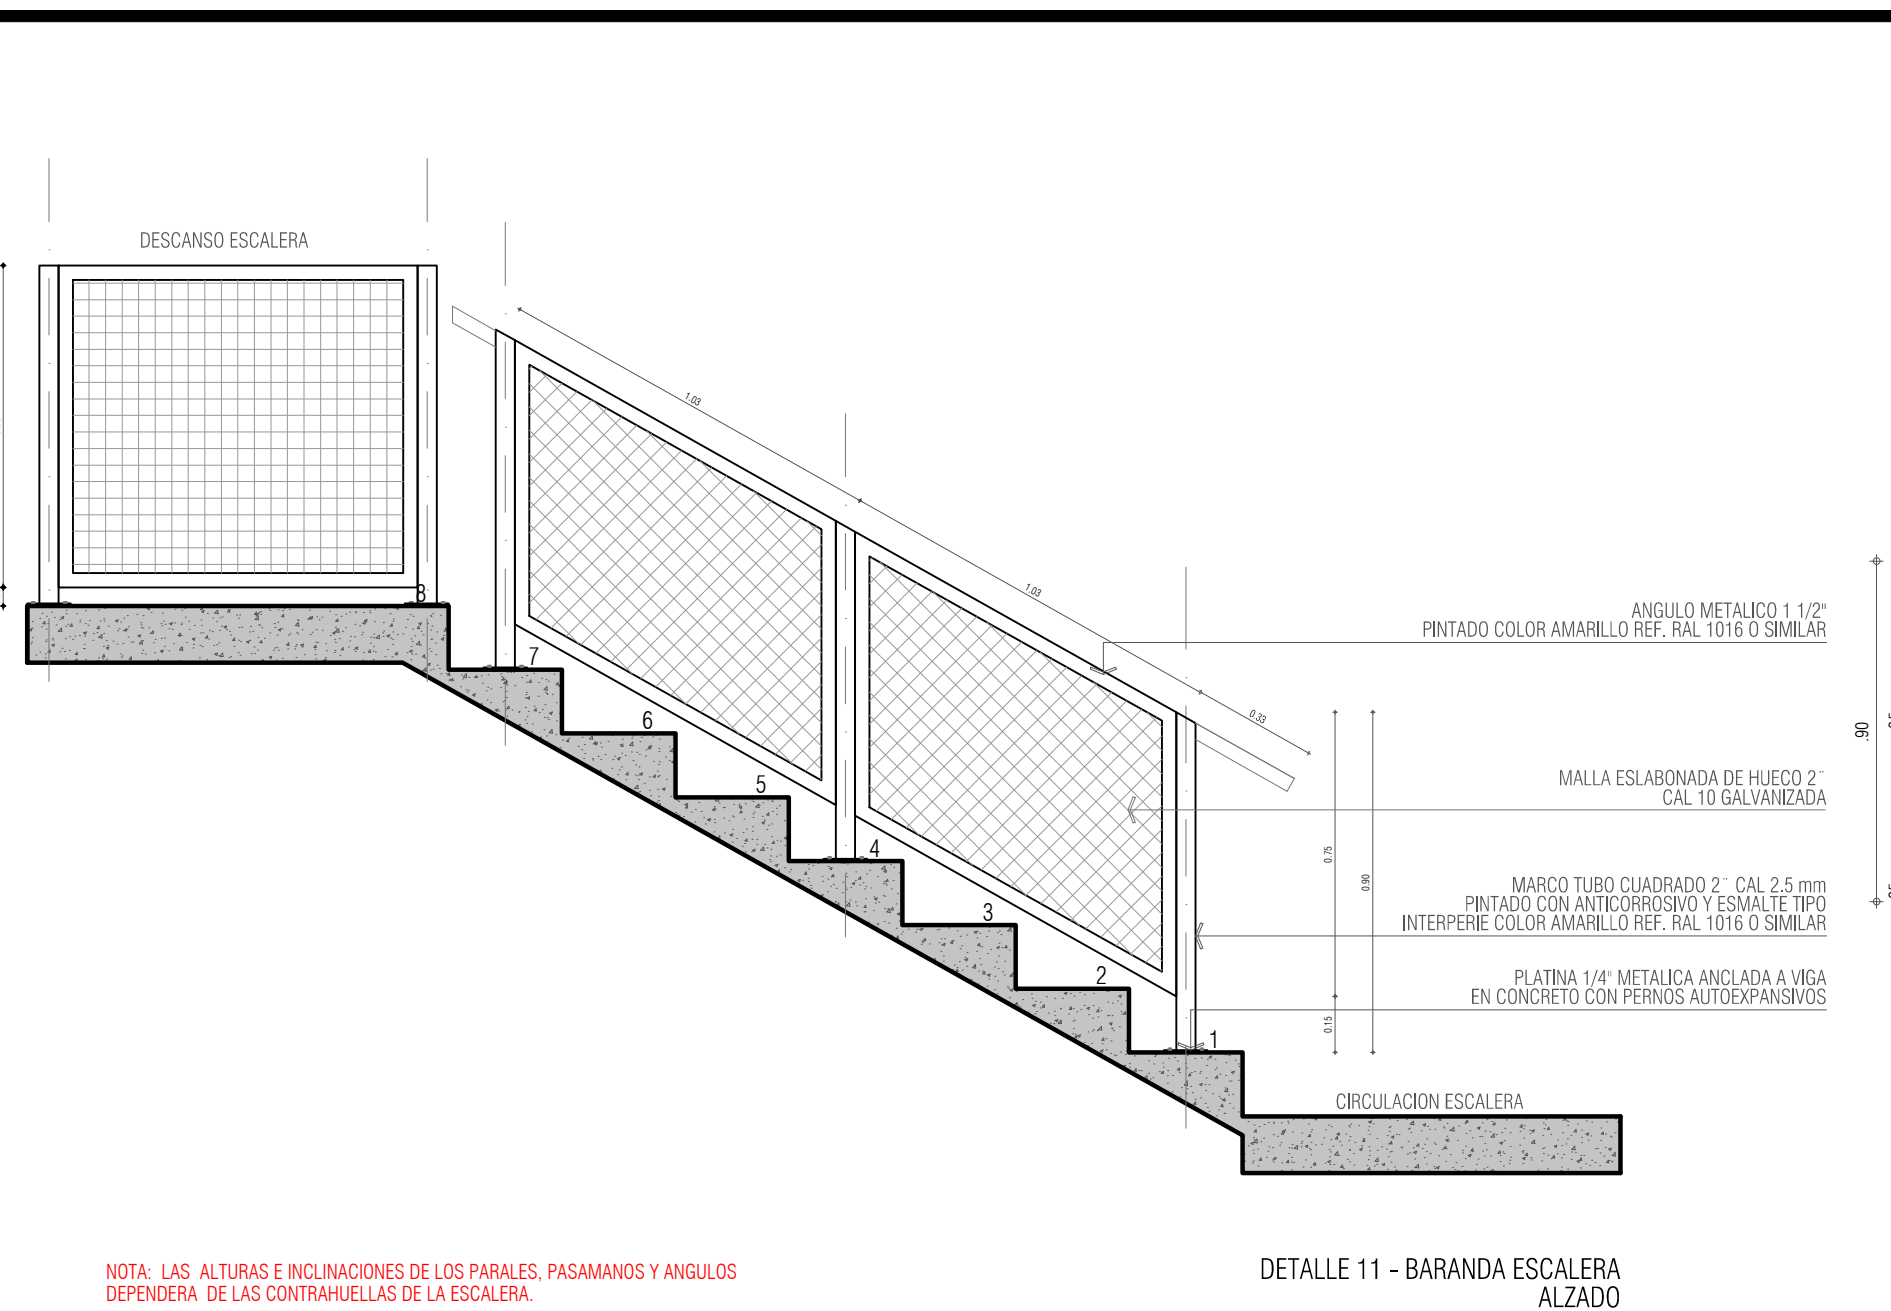 DESCANSO ESCALERA
1.03
1.03
0.33
8
7
6
5
4
3
2
1
ANGULO METALICO 1 1/2"
PINTADO COLOR AMARILLO REF. RAL 1016 O SIMILAR
MALLA ESLABONADA DE HUECO 2¨
CAL 10 GALVANIZADA
MARCO TUBO CUADRADO 2¨ CAL 2.5 mm
PINTADO CON ANTICORROSIVO Y ESMALTE TIPO
INTERPERIE COLOR AMARILLO REF. RAL 1016 O SIMILAR
PLATINA 1/4" METALICA ANCLADA A VIGA
EN CONCRETO CON PERNOS AUTOEXPANSIVOS
0.75
0.90
0.15
.90
CIRCULACION ESCALERA
NOTA: LAS ALTURAS E INCLINACIONES DE LOS PARALES, PASAMANOS Y ANGULOS
DEPENDERA DE LAS CONTRAHUELLAS DE LA ESCALERA.
DETALLE 11 - BARANDA ESCALERA
ALZADO